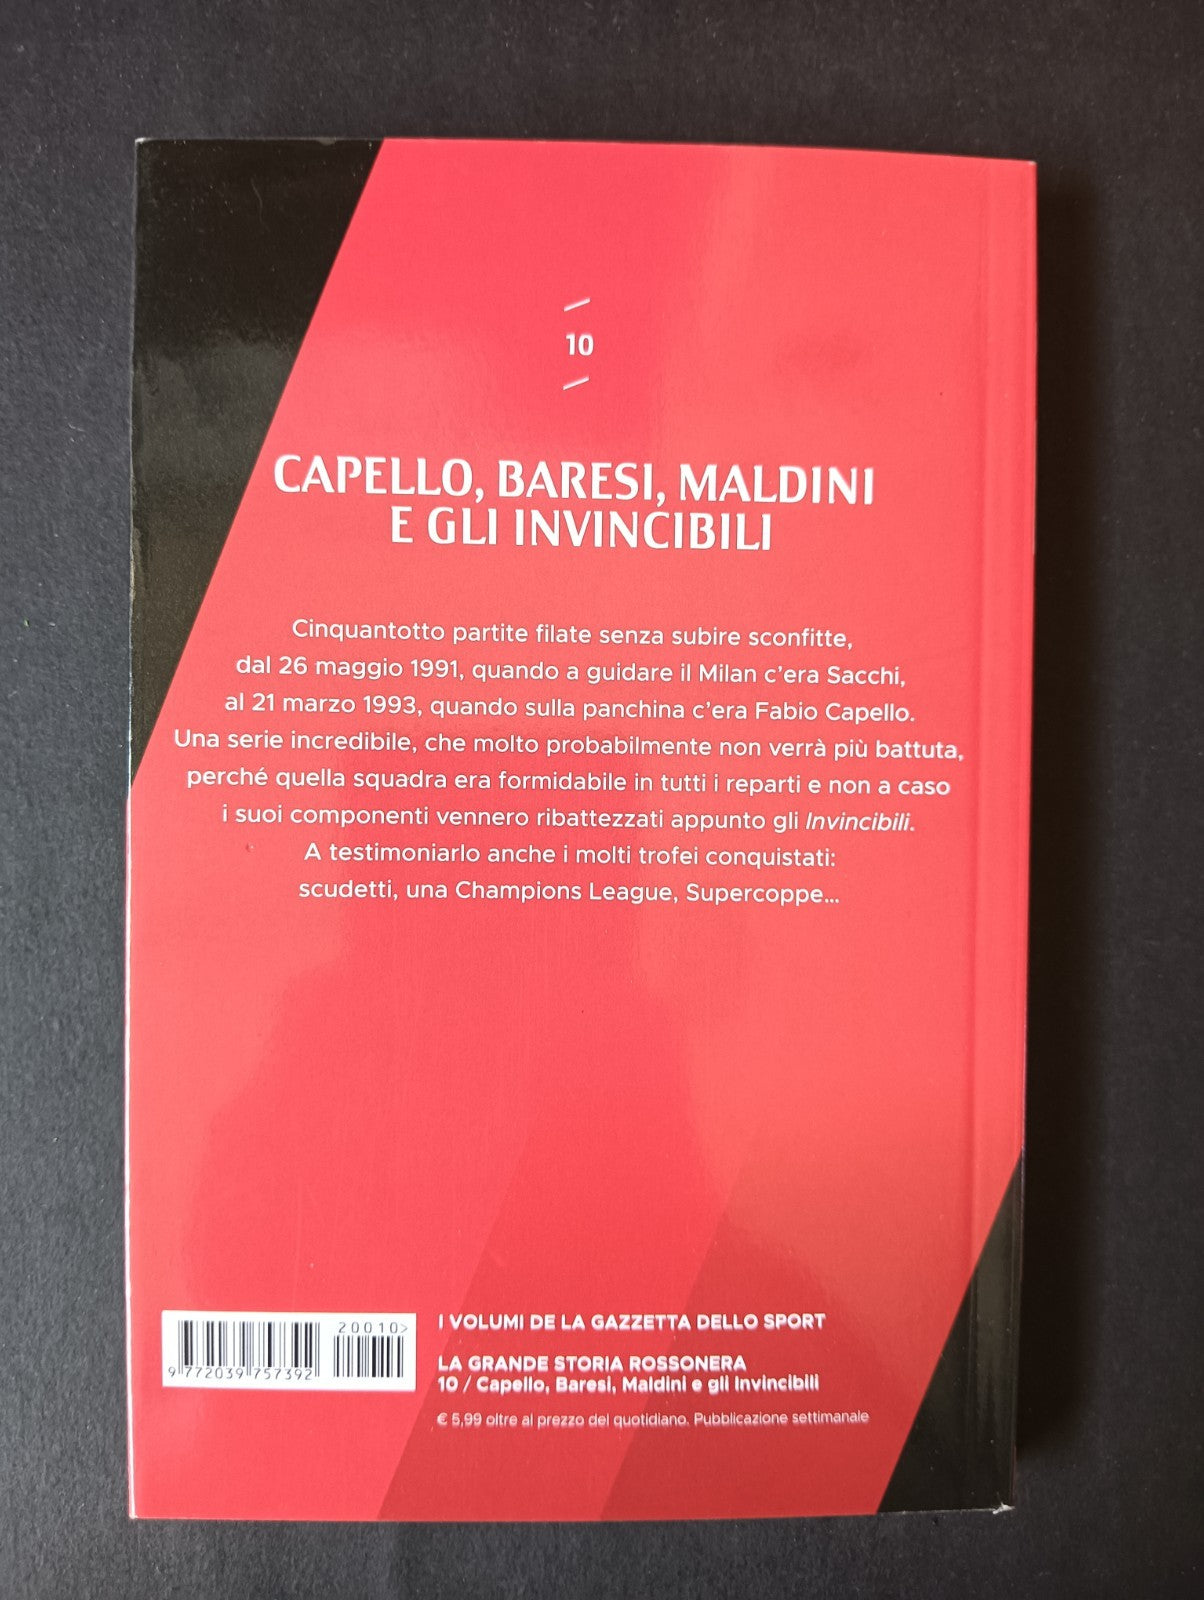 10
CAPELLO, BARESI, MALDINI
E GLI INVINCIBILI
Cinquantotto partite filate senza subire sconfitte,
dal 26 maggio 1991, quando a guidare il Milan c'era Sacchi,
al 21 marzo 1993, quando sulla panchina c'era Fabio Capello.
Una serie incredibile, che molto probabilmente non verrà più battuta,
perché quella squadra era formidabile in tutti i reparti e non a caso
i suoi componenti vennero ribattezzati appunto gli Invincibili.
A testimoniarlo anche i molti trofei conquistati:
scudetti, una Champions League, Supercoppe...
20010>
9 772039 757392
I VOLUMI DE LA GAZZETTA DELLO SPORT
LA GRANDE STORIA ROSSONERA
10 / Capello, Baresi, Maldini e gli Invincibili
€ 5,99 oltre al prezzo del quotidiano. Pubblicazione settimanale